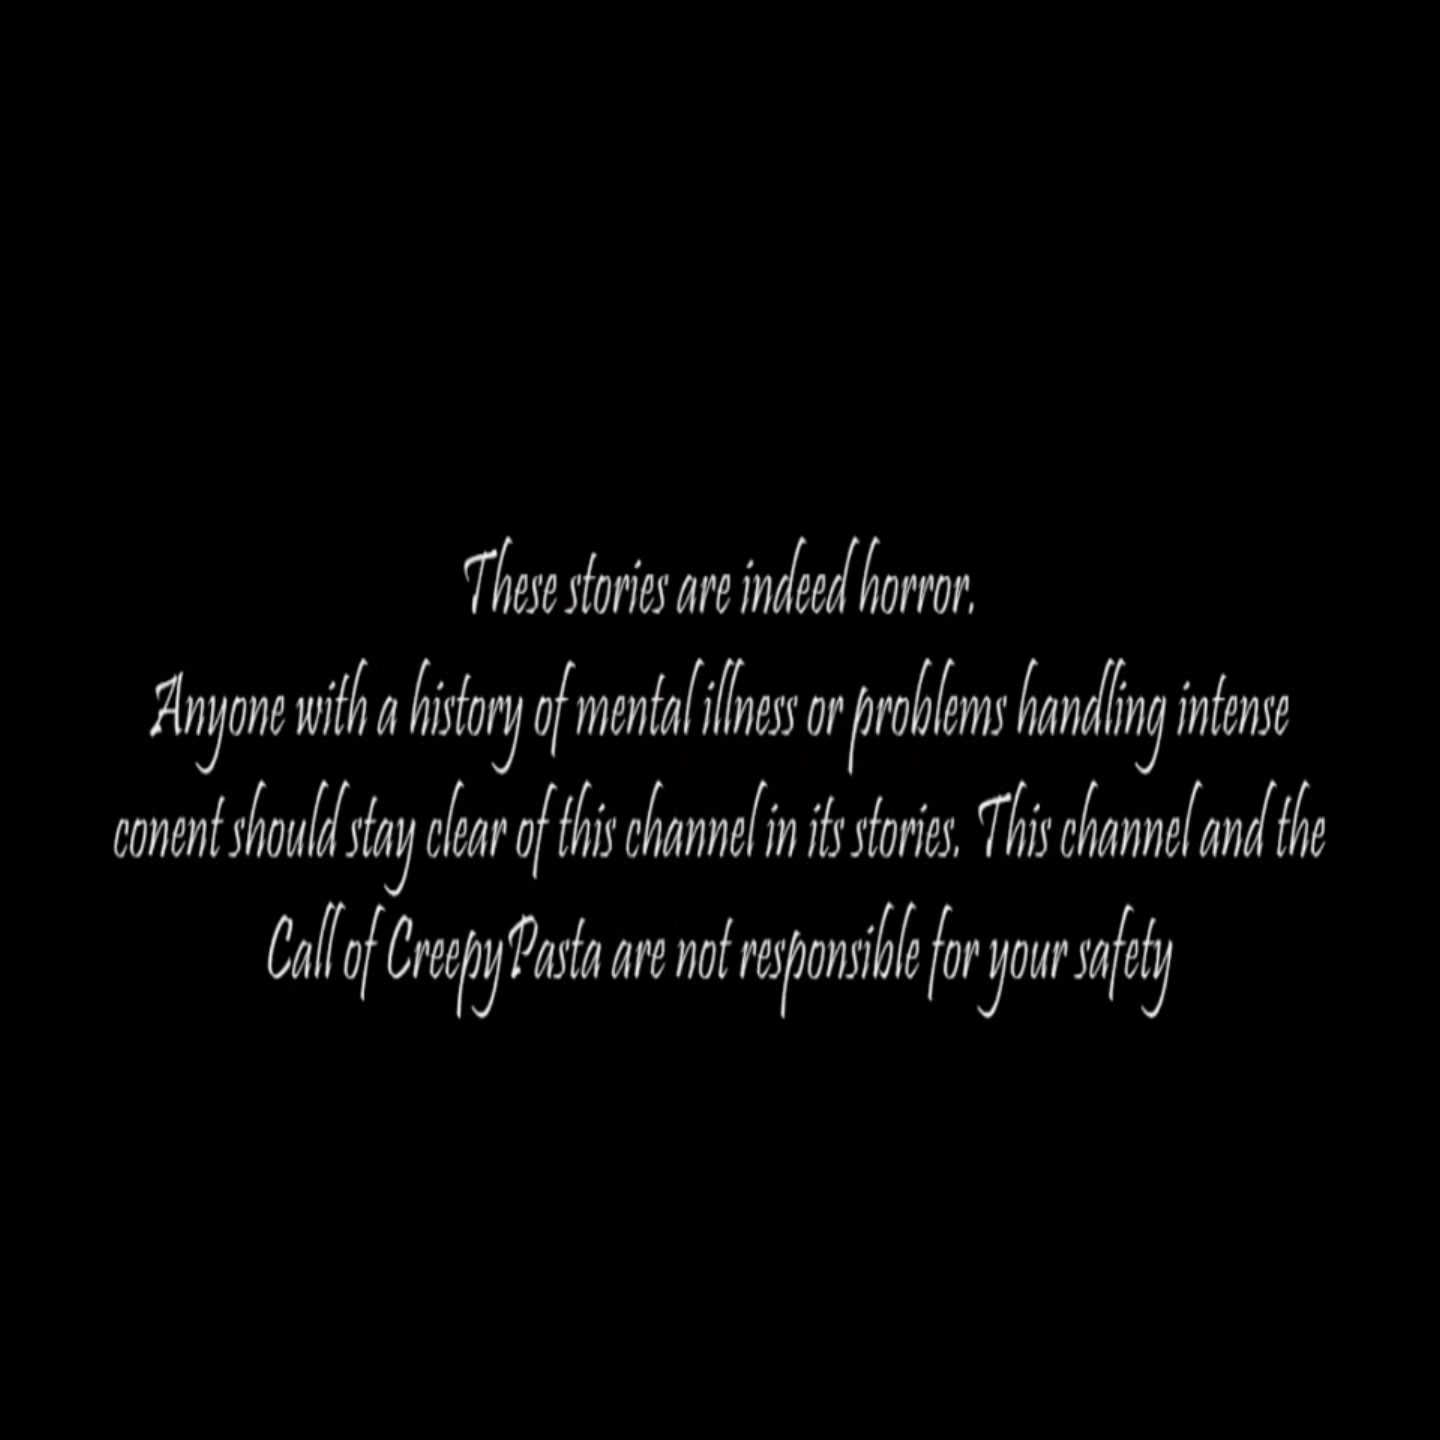 These stories are indeed horror.
Anyone with a history of mental illness or problems handling intense
conent should stay clear of this channel in its stories. This channel and the
Call of CreepyPasta are not responsible for your safety